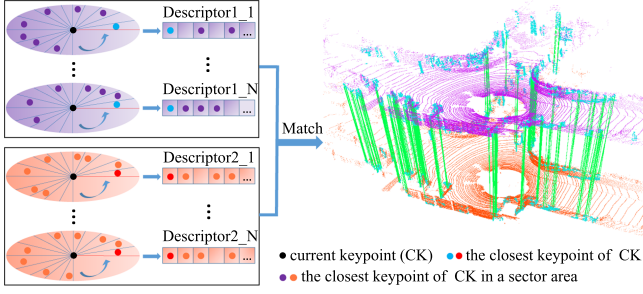 Descriptor1_1
...
Descriptor1_N
...
Descriptor2_1
...
Descriptor2_N
...
Match
current keypoint (CK) the closest keypoint of CK
the closest keypoint of CK in a sector area